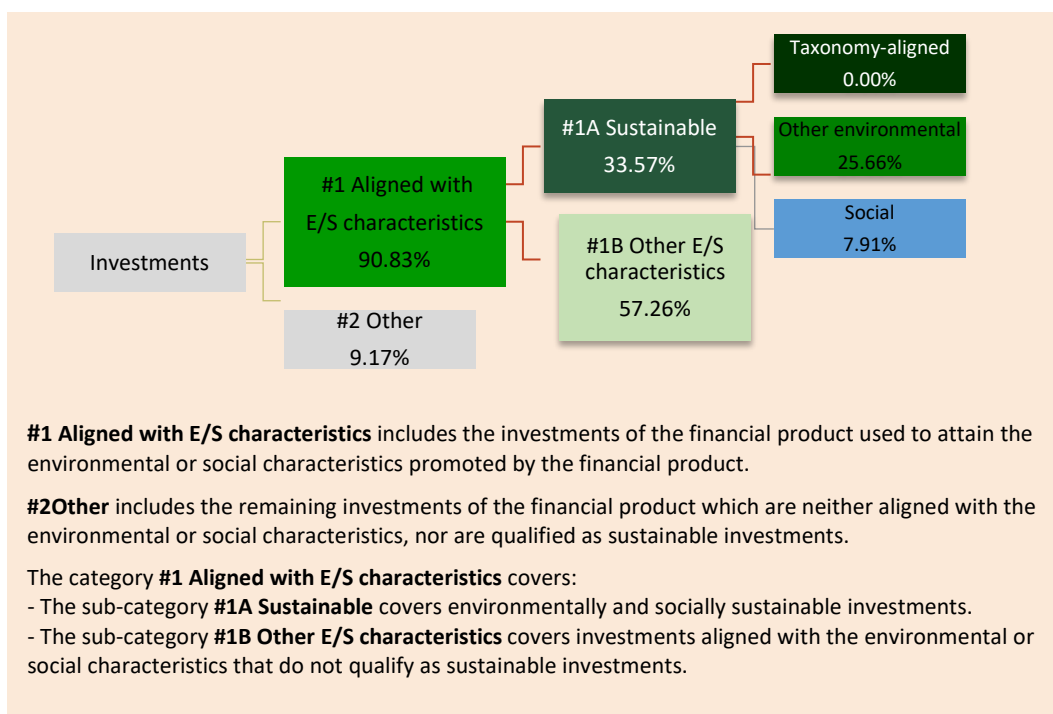 Investments
#1 Aligned with
E/S characteristics
90.83%
#2 Other
9.17%
#1A Sustainable
33.57%
#1B Other E/S
characteristics
57.26%
Taxonomy-aligned
0.00%
Other environmental
25.66%
Social
7.91%
#1 Aligned with E/S characteristics includes the investments of the financial product used to attain the
environmental or social characteristics promoted by the financial product.
#2Other includes the remaining investments of the financial product which are neither aligned with the
environmental or social characteristics, nor are qualified as sustainable investments.
The category #1 Aligned with E/S characteristics covers:
- The sub-category #1A Sustainable covers environmentally and socially sustainable investments.
- The sub-category #1B Other E/S characteristics covers investments aligned with the environmental or
social characteristics that do not qualify as sustainable investments.